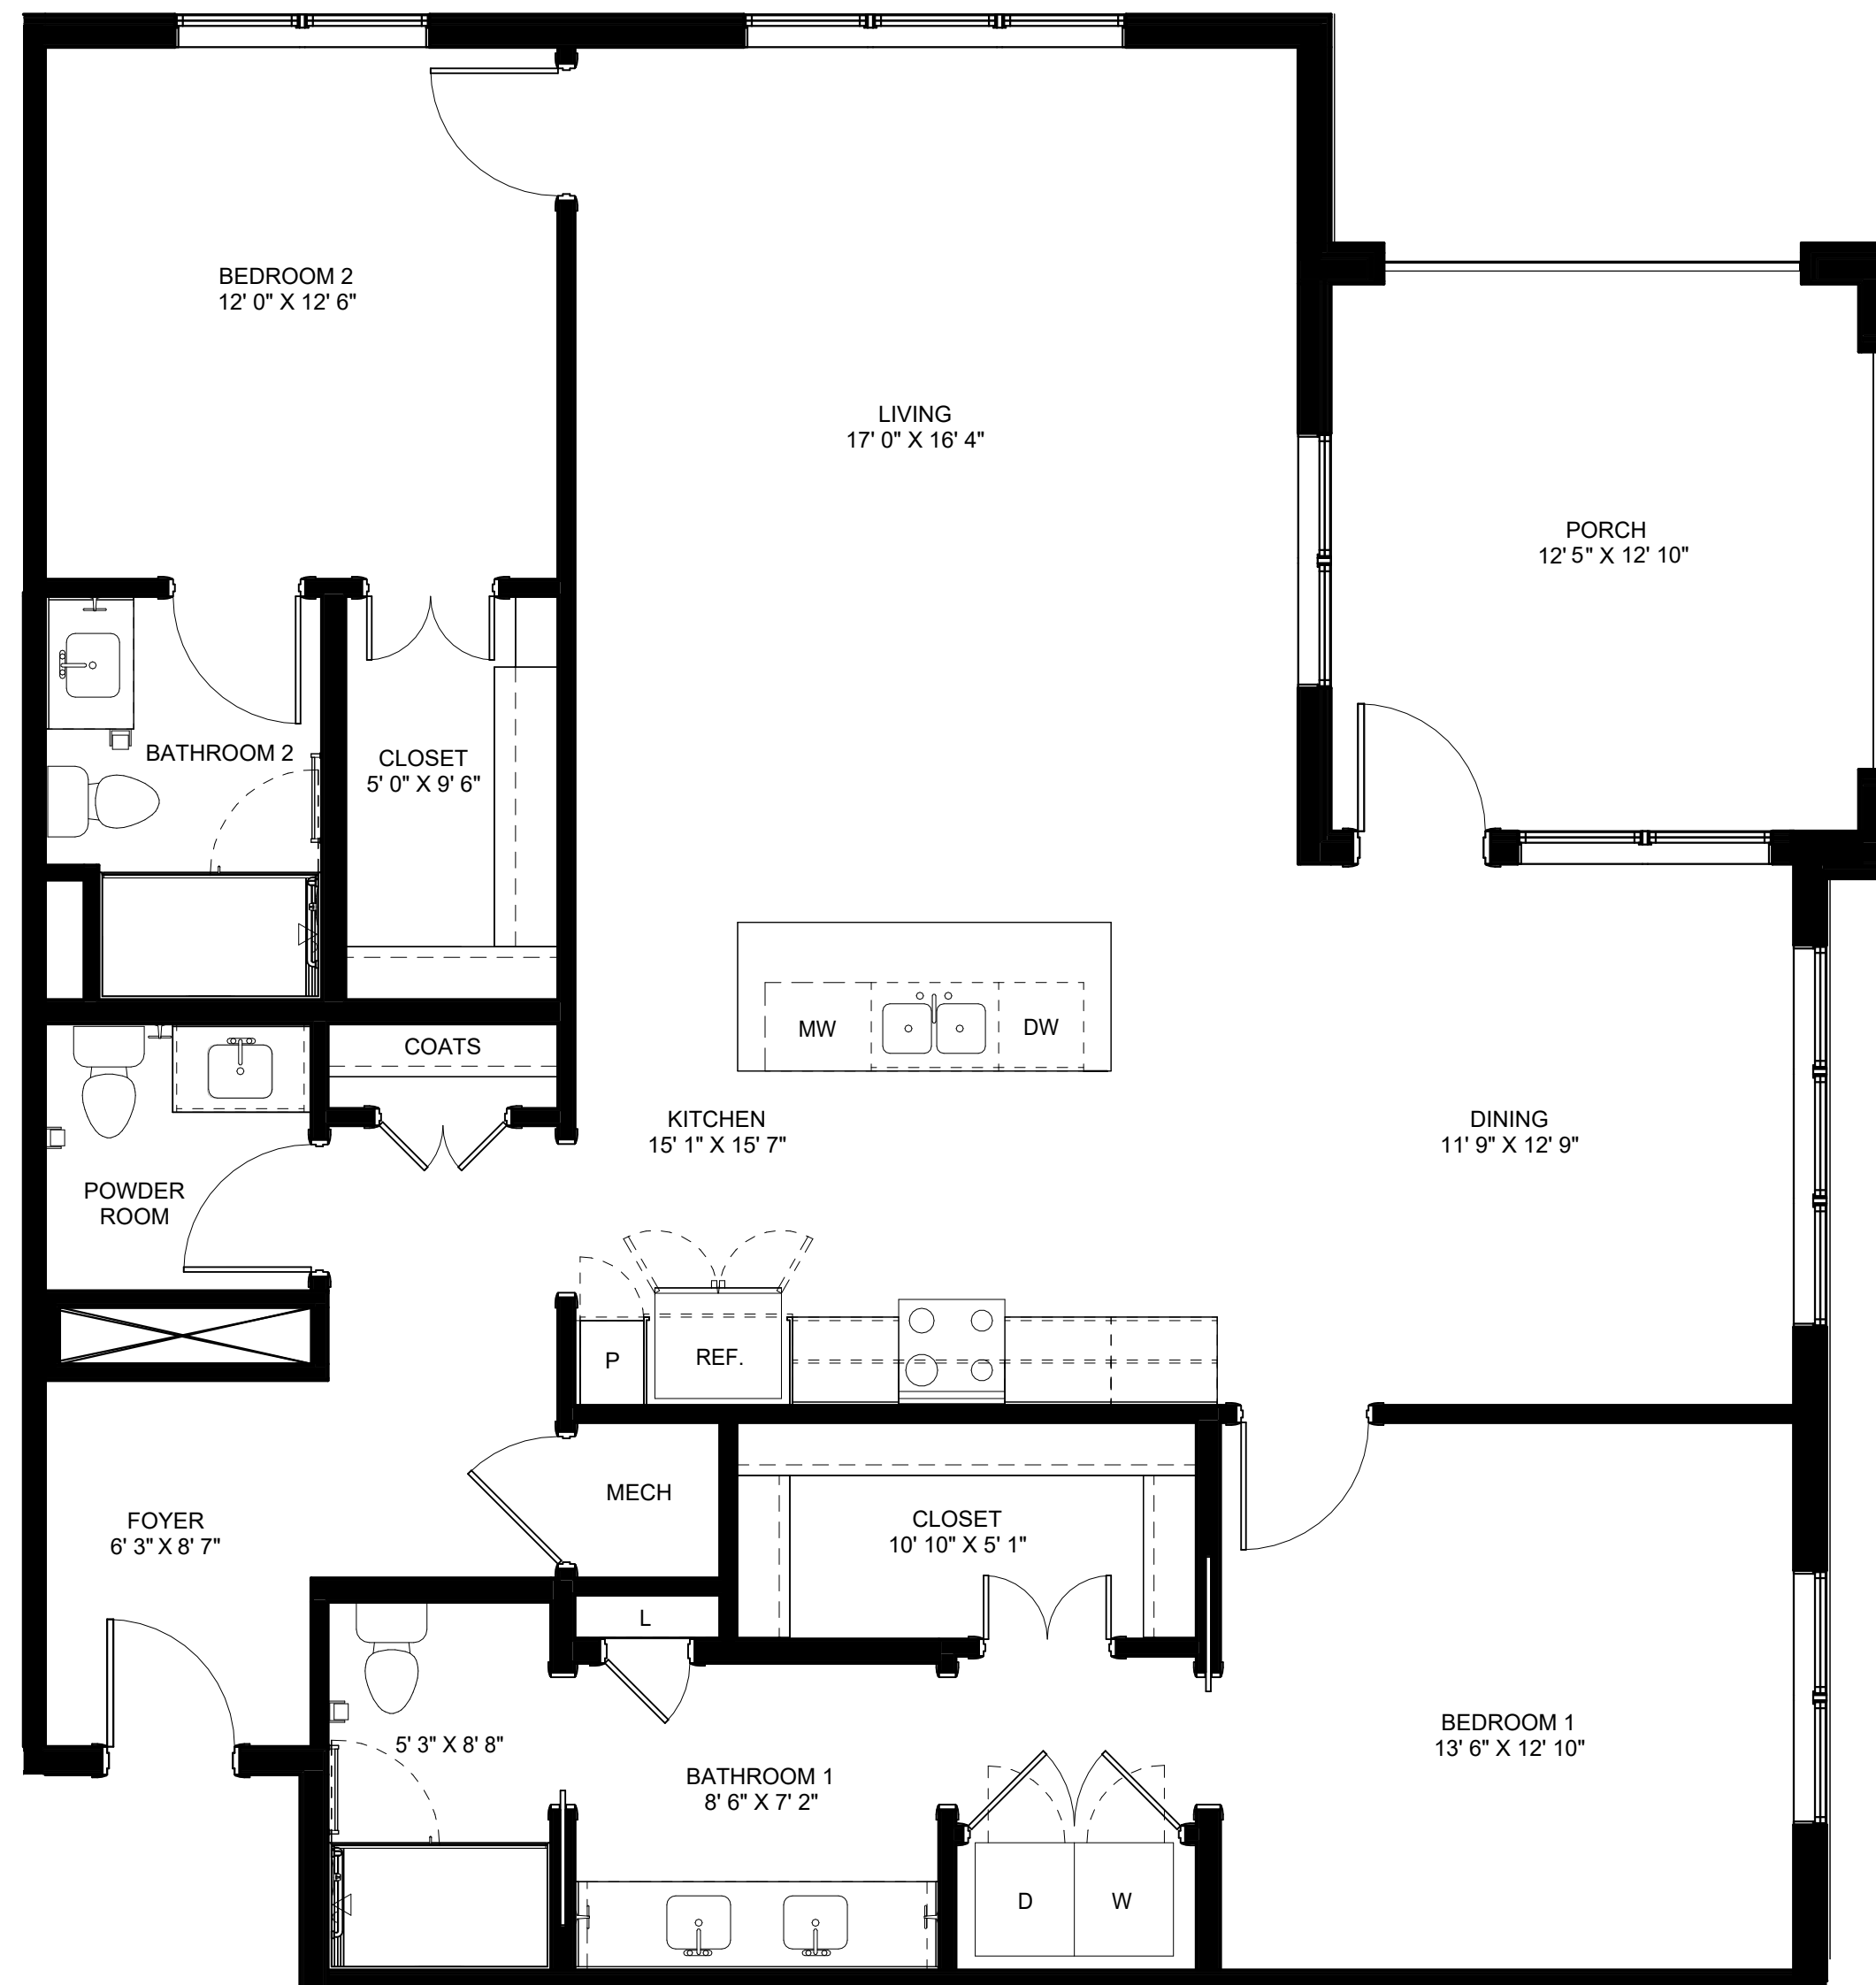 BEDROOM 2
12' 0" X 12' 6"
LIVING
17' 0" X 16' 4"
PORCH
12' 5" X 12' 10"
BATHROOM 2
CLOSET
5' 0" X 9' 6"
MW
DW
COATS
KITCHEN
15' 1" X 15' 7"
DINING
11' 9" X 12' 9"
POWDER
ROOM
P
REF.
MECH
FOYER
6' 3" X 8' 7"
CLOSET
10' 10" X 5' 1"
L
5' 3" X 8' 8"
BATHROOM 1
8' 6" X 7' 2"
BEDROOM 1
13' 6" X 12' 10"
D
W